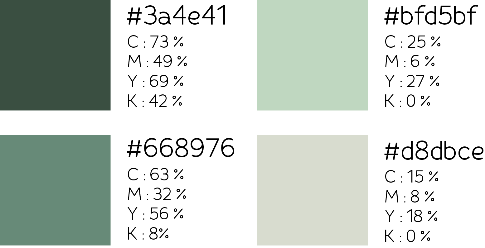 #3a4e41
C : 73 %
M : 49 %
Y : 69 %
K : 42 %
#bfd5bf
C : 25 %
M : 6 %
Y : 27 %
K : 0 %
#668976
C : 63 %
M : 32 %
Y : 56 %
K : 8%
#d8dbce
C : 15 %
M : 8 %
Y : 18 %
K : 0 %